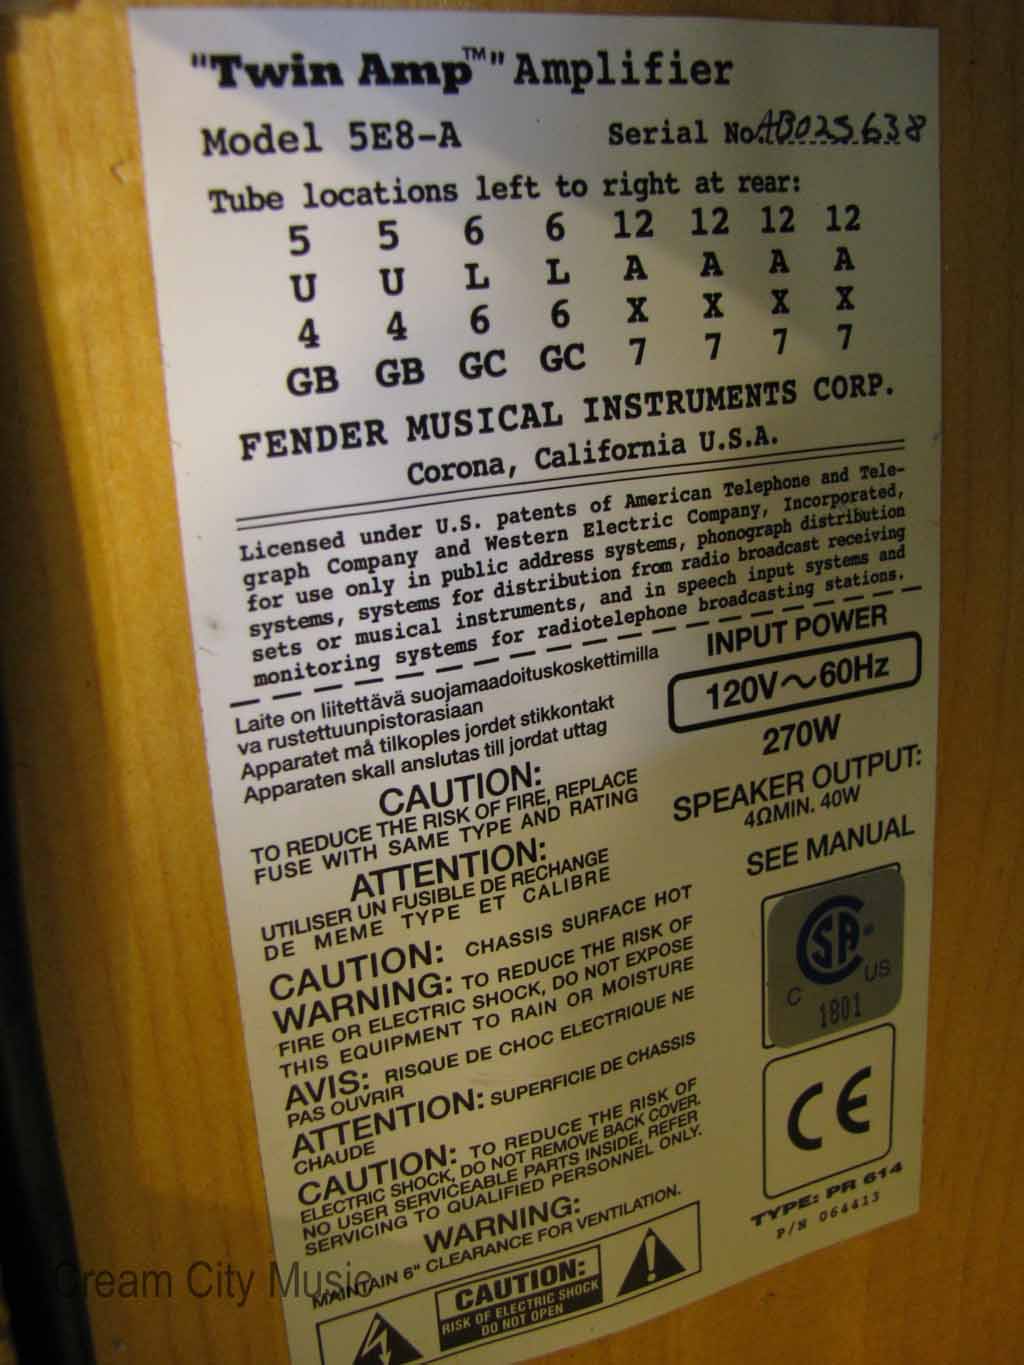 "Twin Amp™" Amplifier
Model 5E8-A Serial No. AB025638
Tube locations left to right at rear:
5 5 6 6 12 12 12 12
U U L L A A A A
4 4 6 6 X X X X
GB GB GC GC 7 7 7 7
FENDER MUSICAL INSTRUMENTS CORP.
Corona, California U.S.A.
Licensed under U.S. patents of American Telephone and Tele-
graph Company and Western Electric Company, Incorporated,
for use only in public address systems, phonograph distribution
systems, systems for distribution from radio broadcast receiving
sets or musical instruments, and in speech input systems and
monitoring systems for radiotelephone broadcasting stations.
Laite on liitettävä suojamaadoituskoskettimilla
va rustettuunpistorasiaan
Apparatet må tilkoples jordet stikkontakt
Apparaten skall anslutas till jordat uttag
CAUTION:
TO REDUCE THE RISK OF FIRE, REPLACE
FUSE WITH SAME TYPE AND RATING
ATTENTION:
UTILISER UN FUSIBLE DE RECHANGE
DE MEME TYPE ET CALIBRE
CAUTION: CHASSIS SURFACE HOT
WARNING: TO REDUCE THE RISK OF
FIRE OR ELECTRIC SHOCK, DO NOT EXPOSE
THIS EQUIPMENT TO RAIN OR MOISTURE
AVIS: RISQUE DE CHOC ELECTRIQUE NE
PAS OUVRIR
ATTENTION: SUPERFICIE DE CHASSIS
CHAUDE
CAUTION: TO REDUCE THE RISK OF
ELECTRIC SHOCK, DO NOT REMOVE BACK COVER.
NO USER SERVICEABLE PARTS INSIDE, REFER
SERVICING TO QUALIFIED PERSONNEL ONLY.
WARNING:
MAINTAIN 6" CLEARANCE FOR VENTILATION.
CAUTION:
RISK OF ELECTRIC SHOCK
DO NOT OPEN
INPUT POWER
120V~60Hz
270W
SPEAKER OUTPUT:
4ΩMIN. 40W
SEE MANUAL
CSA®
C US
1801
CE
TYPE: PR 614
P/N 064413
Cream City Music